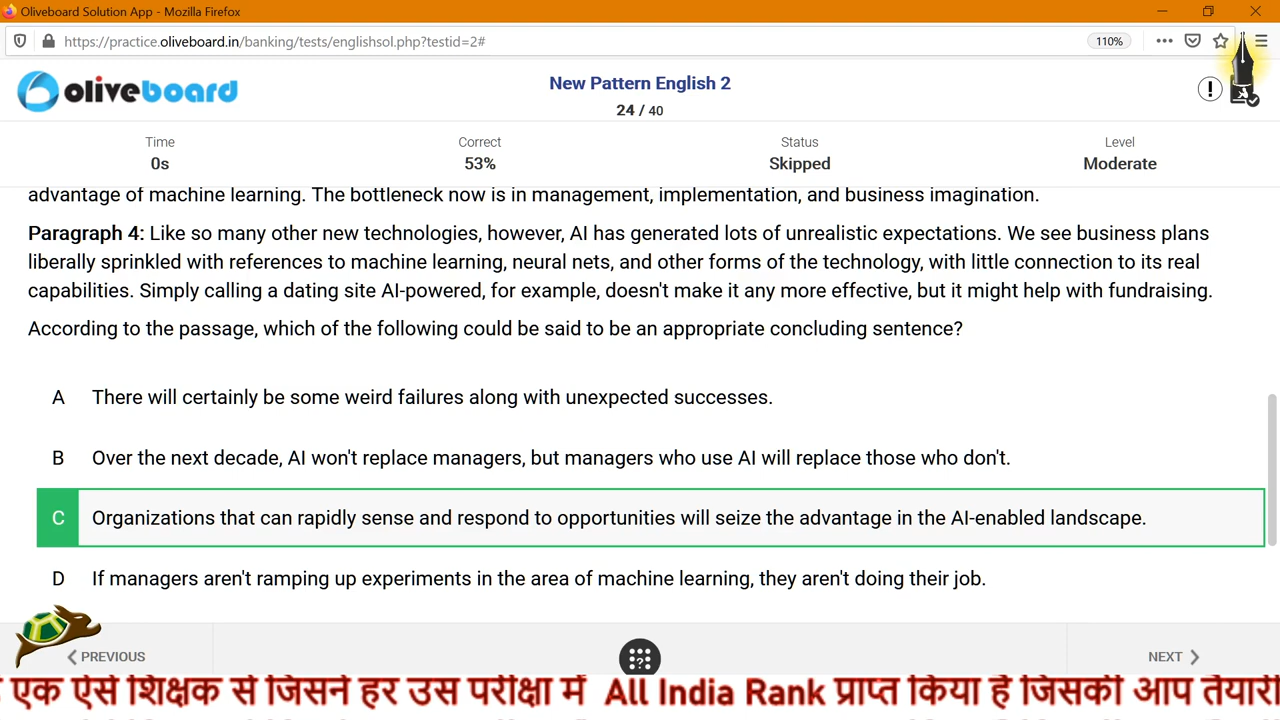 Oliveboard Solution App - Mozilla Firefox
https://practice.oliveboard.in/banking/tests/englishsol.php?testid=2#
110%
oliveboard
New Pattern English 2
24 / 40
Time
0s
Correct
53%
Status
Skipped
Level
Moderate
advantage of machine learning. The bottleneck now is in management, implementation, and business imagination.
Paragraph 4: Like so many other new technologies, however, AI has generated lots of unrealistic expectations. We see business plans
liberally sprinkled with references to machine learning, neural nets, and other forms of the technology, with little connection to its real
capabilities. Simply calling a dating site AI-powered, for example, doesn't make it any more effective, but it might help with fundraising.
According to the passage, which of the following could be said to be an appropriate concluding sentence?
A There will certainly be some weird failures along with unexpected successes.
B Over the next decade, AI won't replace managers, but managers who use AI will replace those who don't.
C Organizations that can rapidly sense and respond to opportunities will seize the advantage in the AI-enabled landscape.
D If managers aren't ramping up experiments in the area of machine learning, they aren't doing their job.
PREVIOUS
NEXT
एक ऐसे शिक्षक से जिसने हर उस परीक्षा में All India Rank प्राप्त किया है जिसकी आप तैयारी